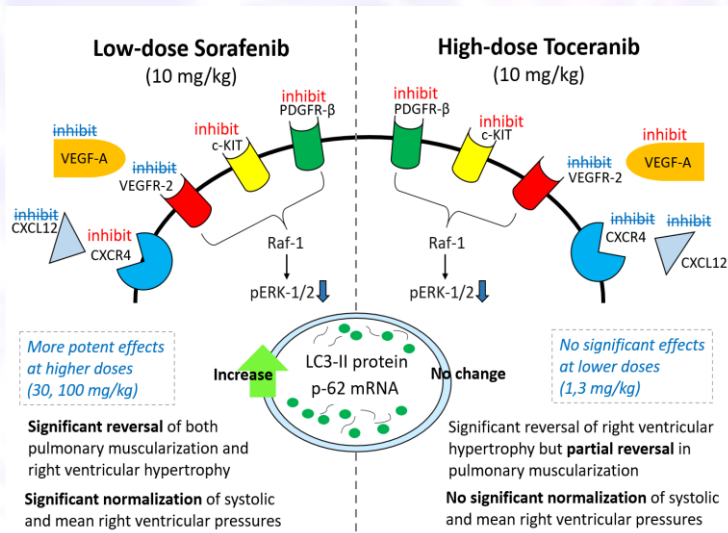 Low-dose Sorafenib
(10 mg/kg)
inhibit
PDGFR-β
inhibit
c-KIT
inhibit
VEGF-A
inhibit
VEGFR-2
inhibit
CXCL12
inhibit
CXCR4
Raf-1
pERK-1/2
High-dose Toceranib
(10 mg/kg)
inhibit
PDGFR-β
inhibit
c-KIT
inhibit
VEGF-A
inhibit
VEGFR-2
inhibit
CXCR4
inhibit
CXCL12
Raf-1
pERK-1/2
More potent effects
at higher doses
(30, 100 mg/kg)
Increase
LC3-II protein
p-62 mRNA
No change
No significant effects
at lower doses
(1,3 mg/kg)
Significant reversal of both
pulmonary muscularization and
right ventricular hypertrophy
Significant normalization of systolic
and mean right ventricular pressures
Significant reversal of right ventricular
hypertrophy but partial reversal in
pulmonary muscularization
No significant normalization of systolic
and mean right ventricular pressures